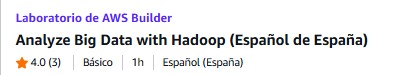 Laboratorio de AWS Builder
Analyze Big Data with Hadoop (Español de España)
4.0 (3) Básico 1h Español (España)